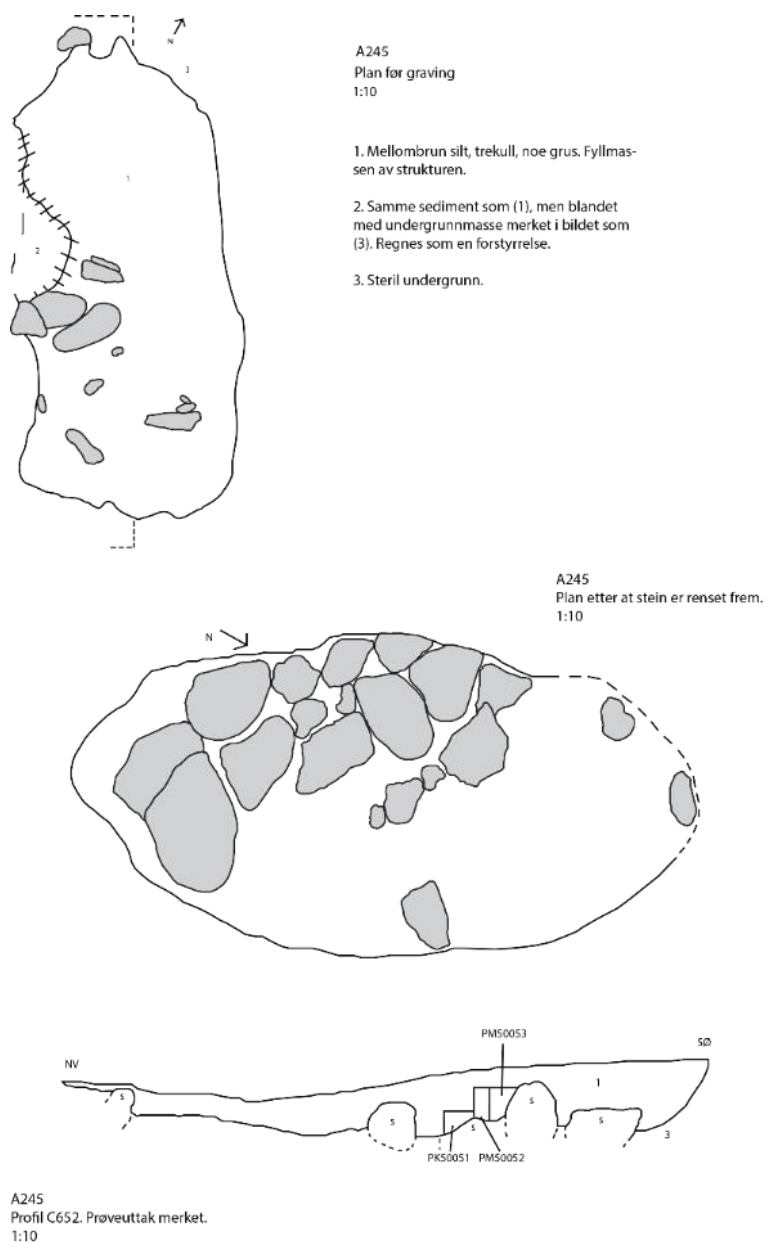 N
3
A245
Plan før graving
1:10
1
1. Mellombrun silt, trekull, noe grus. Fyllmas-
sen av strukturen.
2. Samme sediment som (1), men blandet
med undergrunnmasse merket i bildet som
(3). Regnes som en forstyrrelse.
2
3. Steril undergrunn.
A245
Plan etter at stein er renset frem.
1:10
N
PM50053
NV
SØ
1
s
s
s
s
s
3
PK50051
PM50052
A245
Profil C652. Prøveuttak merket.
1:10